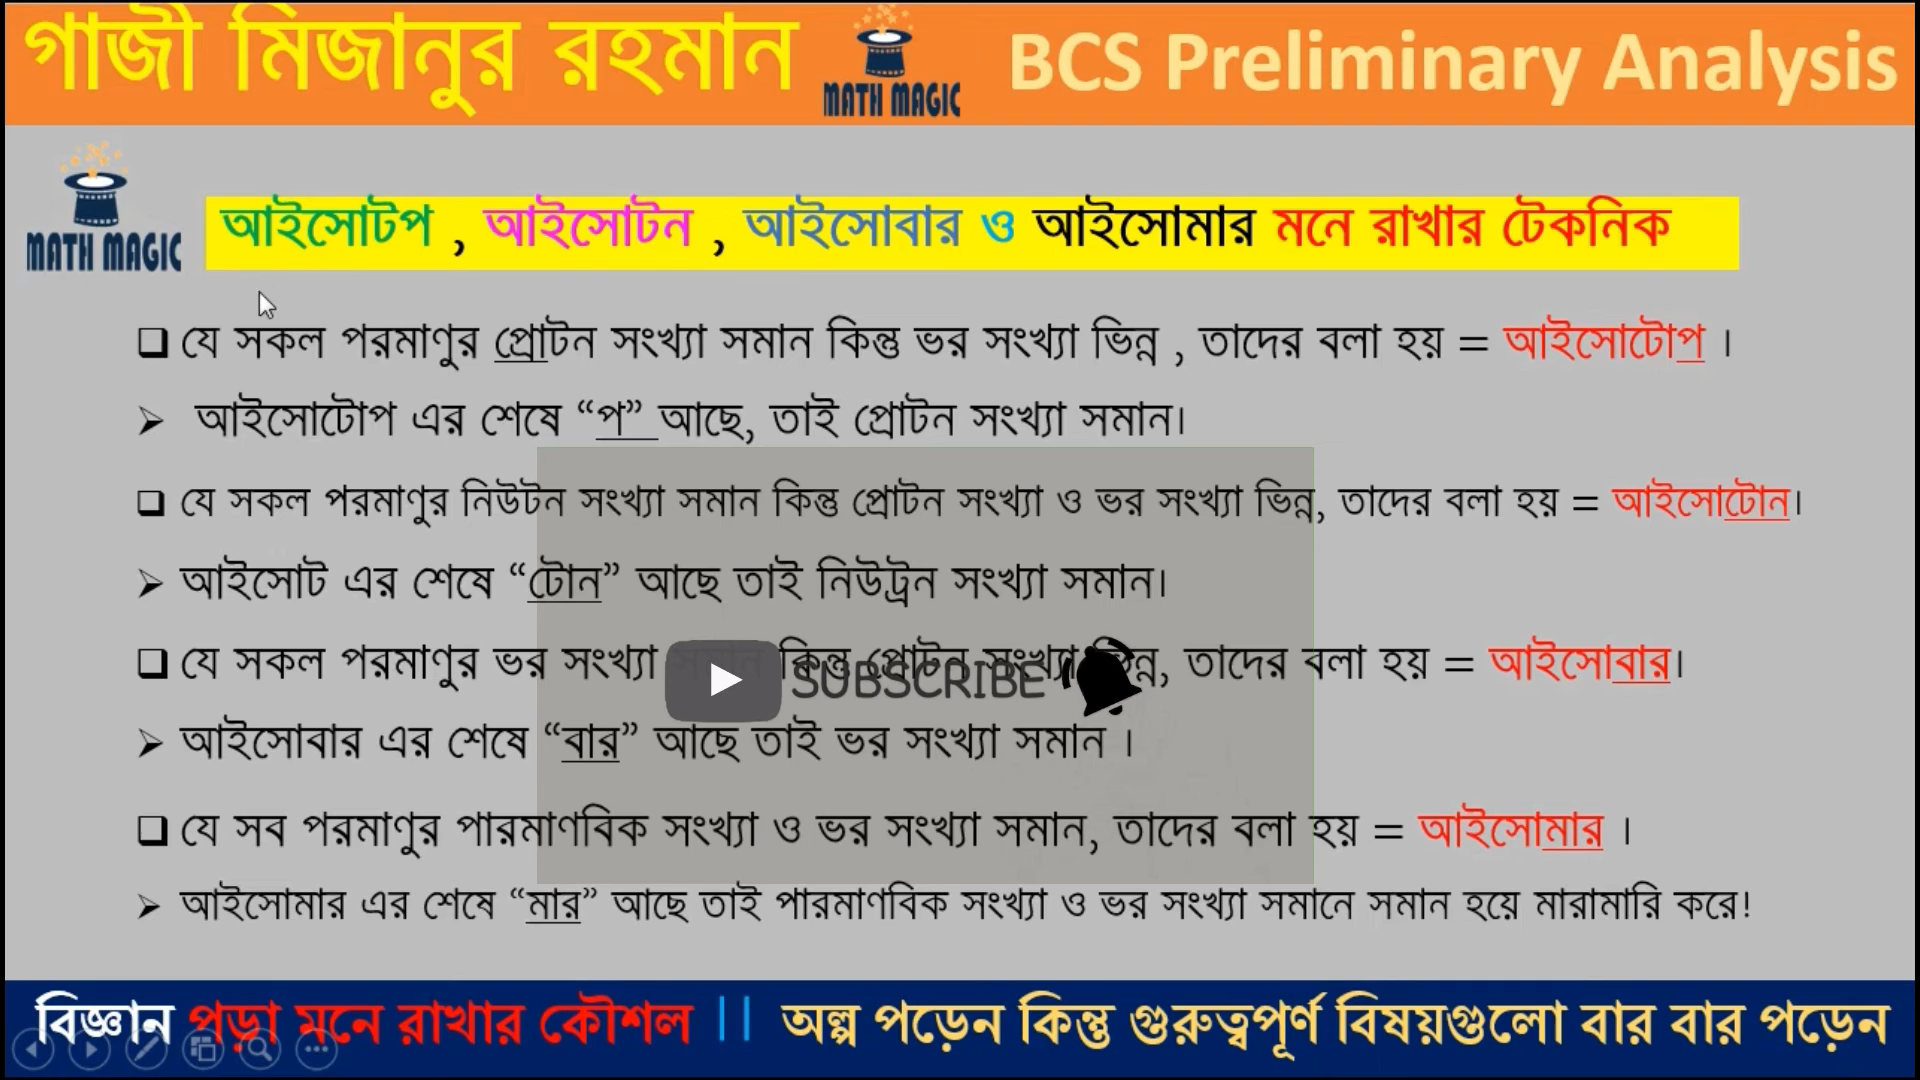 গাজী মিজানুর রহমান
MATH MAGIC
BCS Preliminary Analysis
MATH MAGIC
আইসোটপ , আইসোটন , আইসোবার ও আইসোমার মনে রাখার টেকনিক
যে সকল পরমাণুর প্রোটন সংখ্যা সমান কিন্তু ভর সংখ্যা ভিন্ন , তাদের বলা হয় = আইসোটোপ ।
আইসোটোপ এর শেষে “প” আছে, তাই প্রোটন সংখ্যা সমান।
যে সকল পরমাণুর নিউটন সংখ্যা সমান কিন্তু প্রোটন সংখ্যা ও ভর সংখ্যা ভিন্ন, তাদের বলা হয় = আইসোটোন।
আইসোট এর শেষে “টোন” আছে তাই নিউট্রন সংখ্যা সমান।
যে সকল পরমাণুর ভর সংখ্যা সমান কিন্তু প্রোটন সংখ্যা ভিন্ন, তাদের বলা হয় = আইসোবার।
SUBSCRIBE
আইসোবার এর শেষে “বার” আছে তাই ভর সংখ্যা সমান ।
যে সব পরমাণুর পারমাণবিক সংখ্যা ও ভর সংখ্যা সমান, তাদের বলা হয় = আইসোমার ।
আইসোমার এর শেষে “মার” আছে তাই পারমাণবিক সংখ্যা ও ভর সংখ্যা সমানে সমান হয়ে মারামারি করে!
বিজ্ঞান পড়া মনে রাখার কৌশল || অল্প পড়েন কিন্তু গুরুত্বপূর্ণ বিষয়গুলো বার বার পড়েন